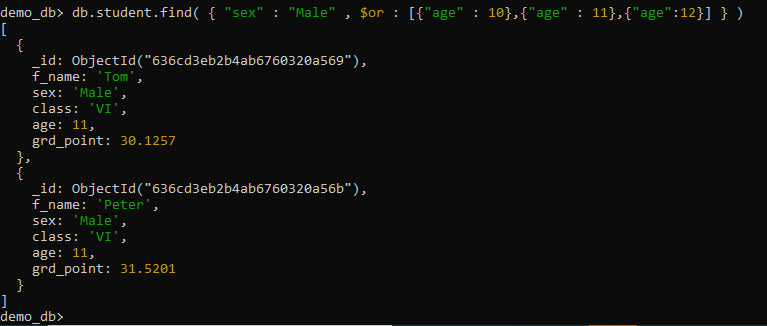 demo_db> db.student.find( { "sex" : "Male" , $or : [{"age" : 10},{"age" : 11},{"age":12}] } )
[
  {
    _id: ObjectId("636cd3eb2b4ab6760320a569"),
    f_name: 'Tom',
    sex: 'Male',
    class: 'VI',
    age: 11,
    grd_point: 30.1257
  },
  {
    _id: ObjectId("636cd3eb2b4ab6760320a56b"),
    f_name: 'Peter',
    sex: 'Male',
    class: 'VI',
    age: 11,
    grd_point: 31.5201
  }
]
demo_db>